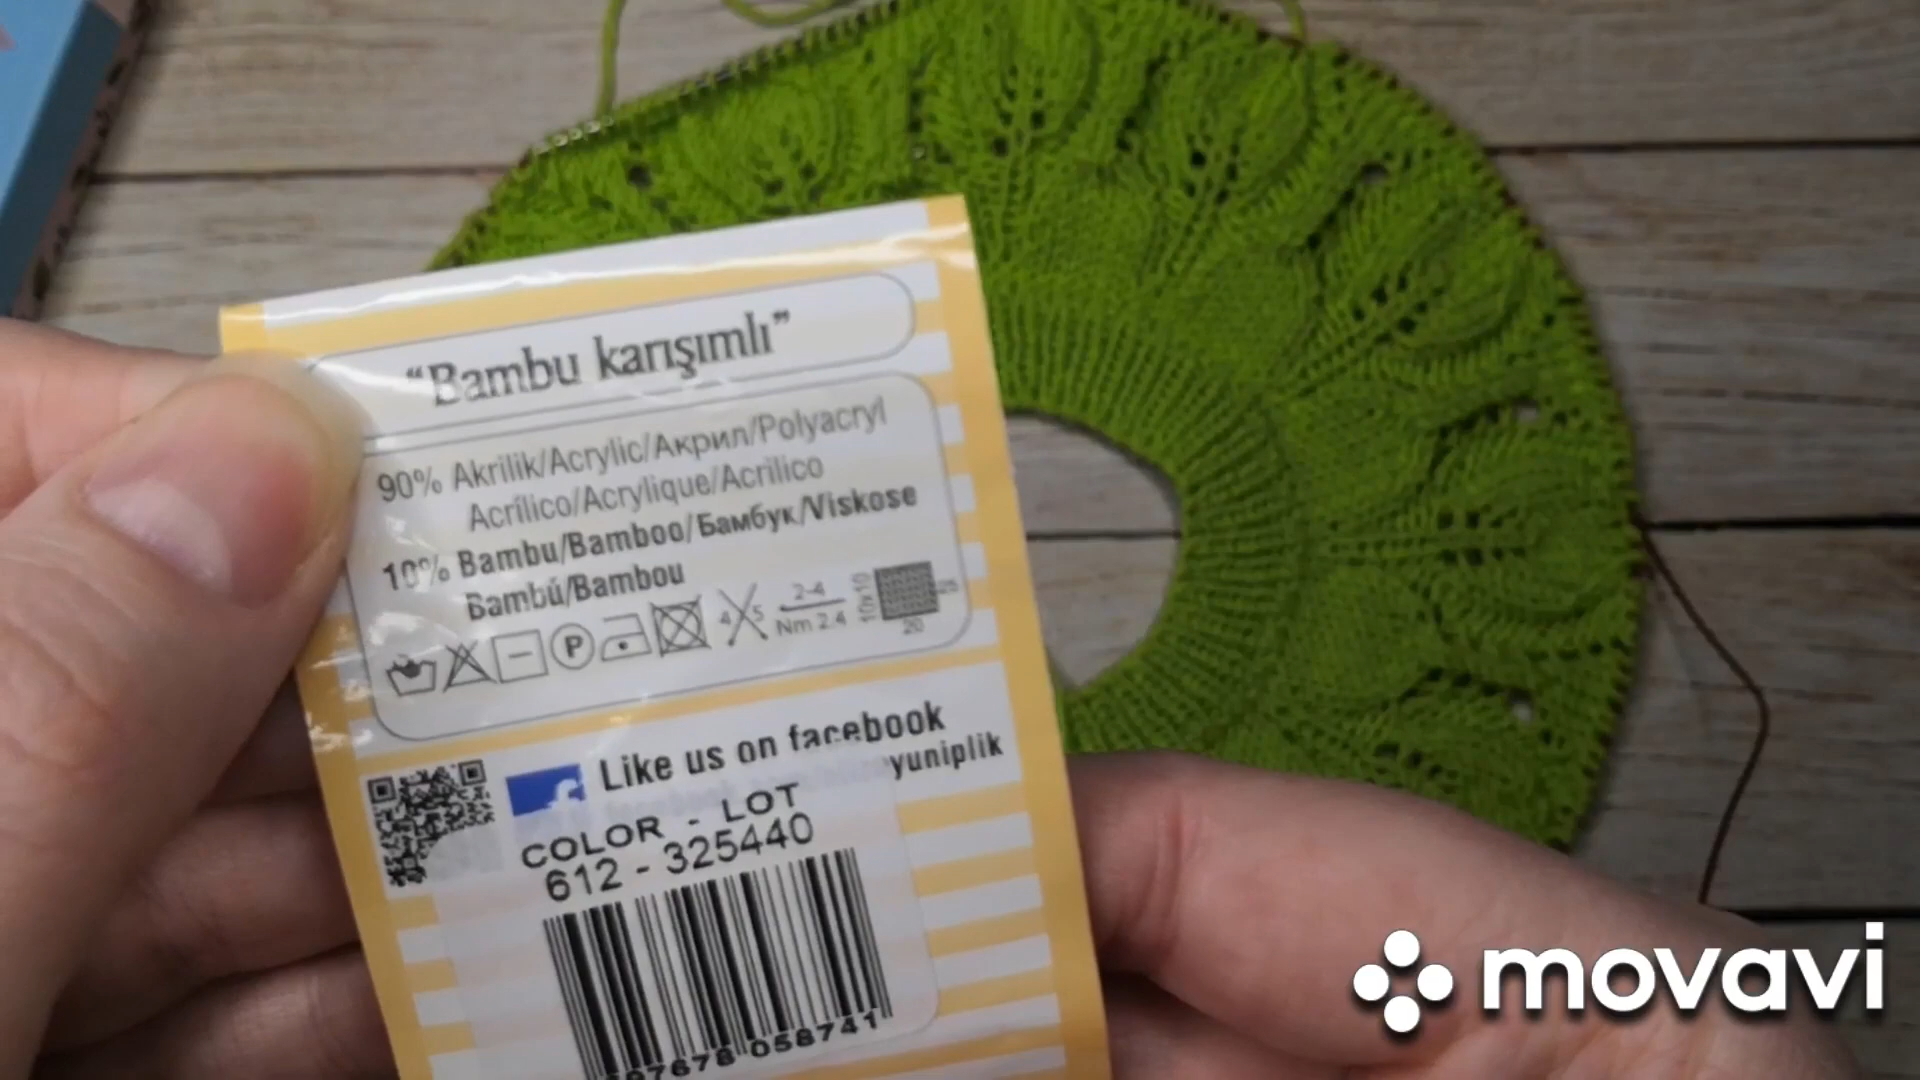 “Bambu karışımlı”
90% Akrilik/Acrylic/Акрил/Polyacryl
Acrílico/Acrylique/Acrilico
10% Bambu/Bamboo/Бамбук/Viskose
Bambú/Bambou
P
4 5
2-4
Nm 2.4
10x10
20
Like us on facebook
yuniplik
COLOR - LOT
612 - 325440
97678 058741
movavi